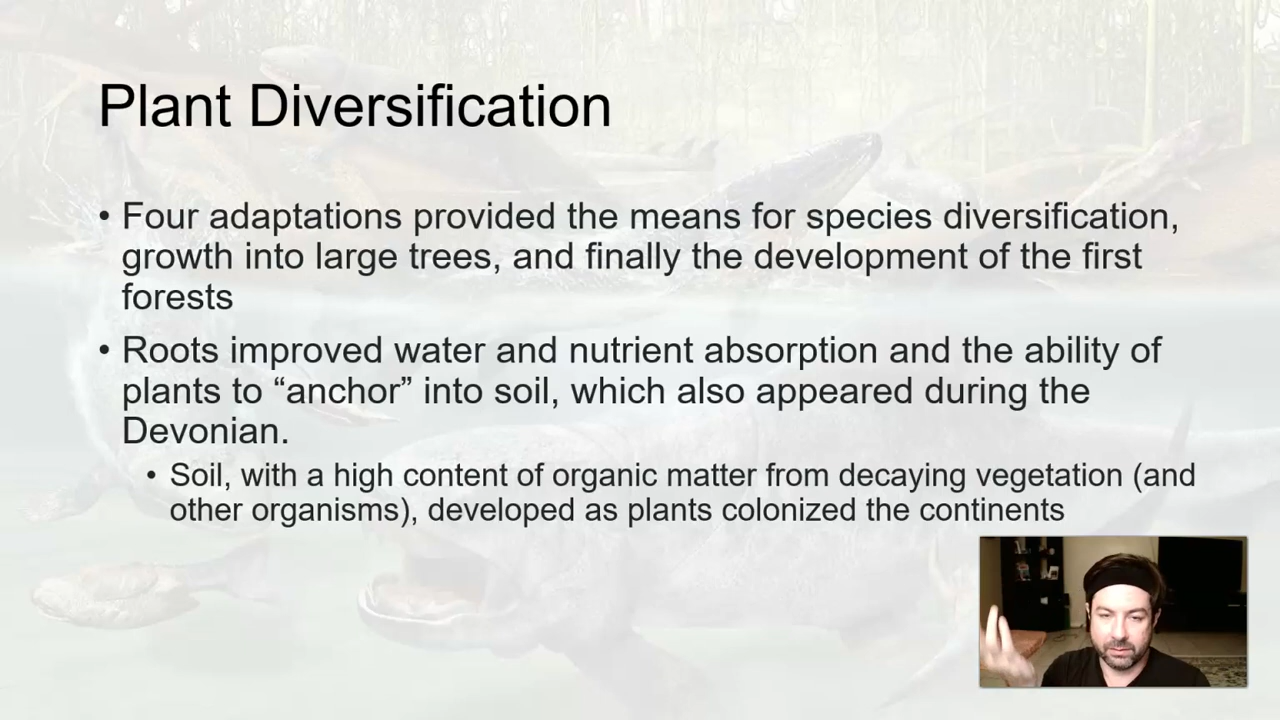 Plant Diversification
• Four adaptations provided the means for species diversification,
growth into large trees, and finally the development of the first
forests
• Roots improved water and nutrient absorption and the ability of
plants to “anchor” into soil, which also appeared during the
Devonian.
• Soil, with a high content of organic matter from decaying vegetation (and
other organisms), developed as plants colonized the continents